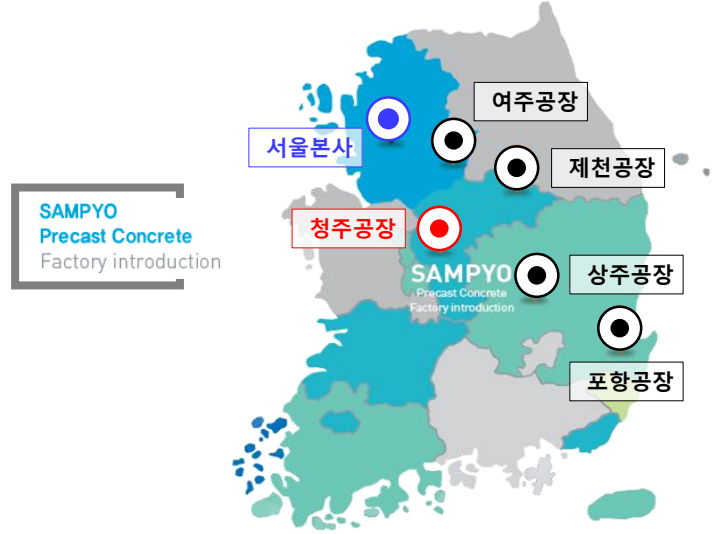 여주공장
서울본사
제천공장
SAMPYO
Precast Concrete
Factory introduction
청주공장
SAMPYO
Precast Concrete
Factory introduction
상주공장
포항공장